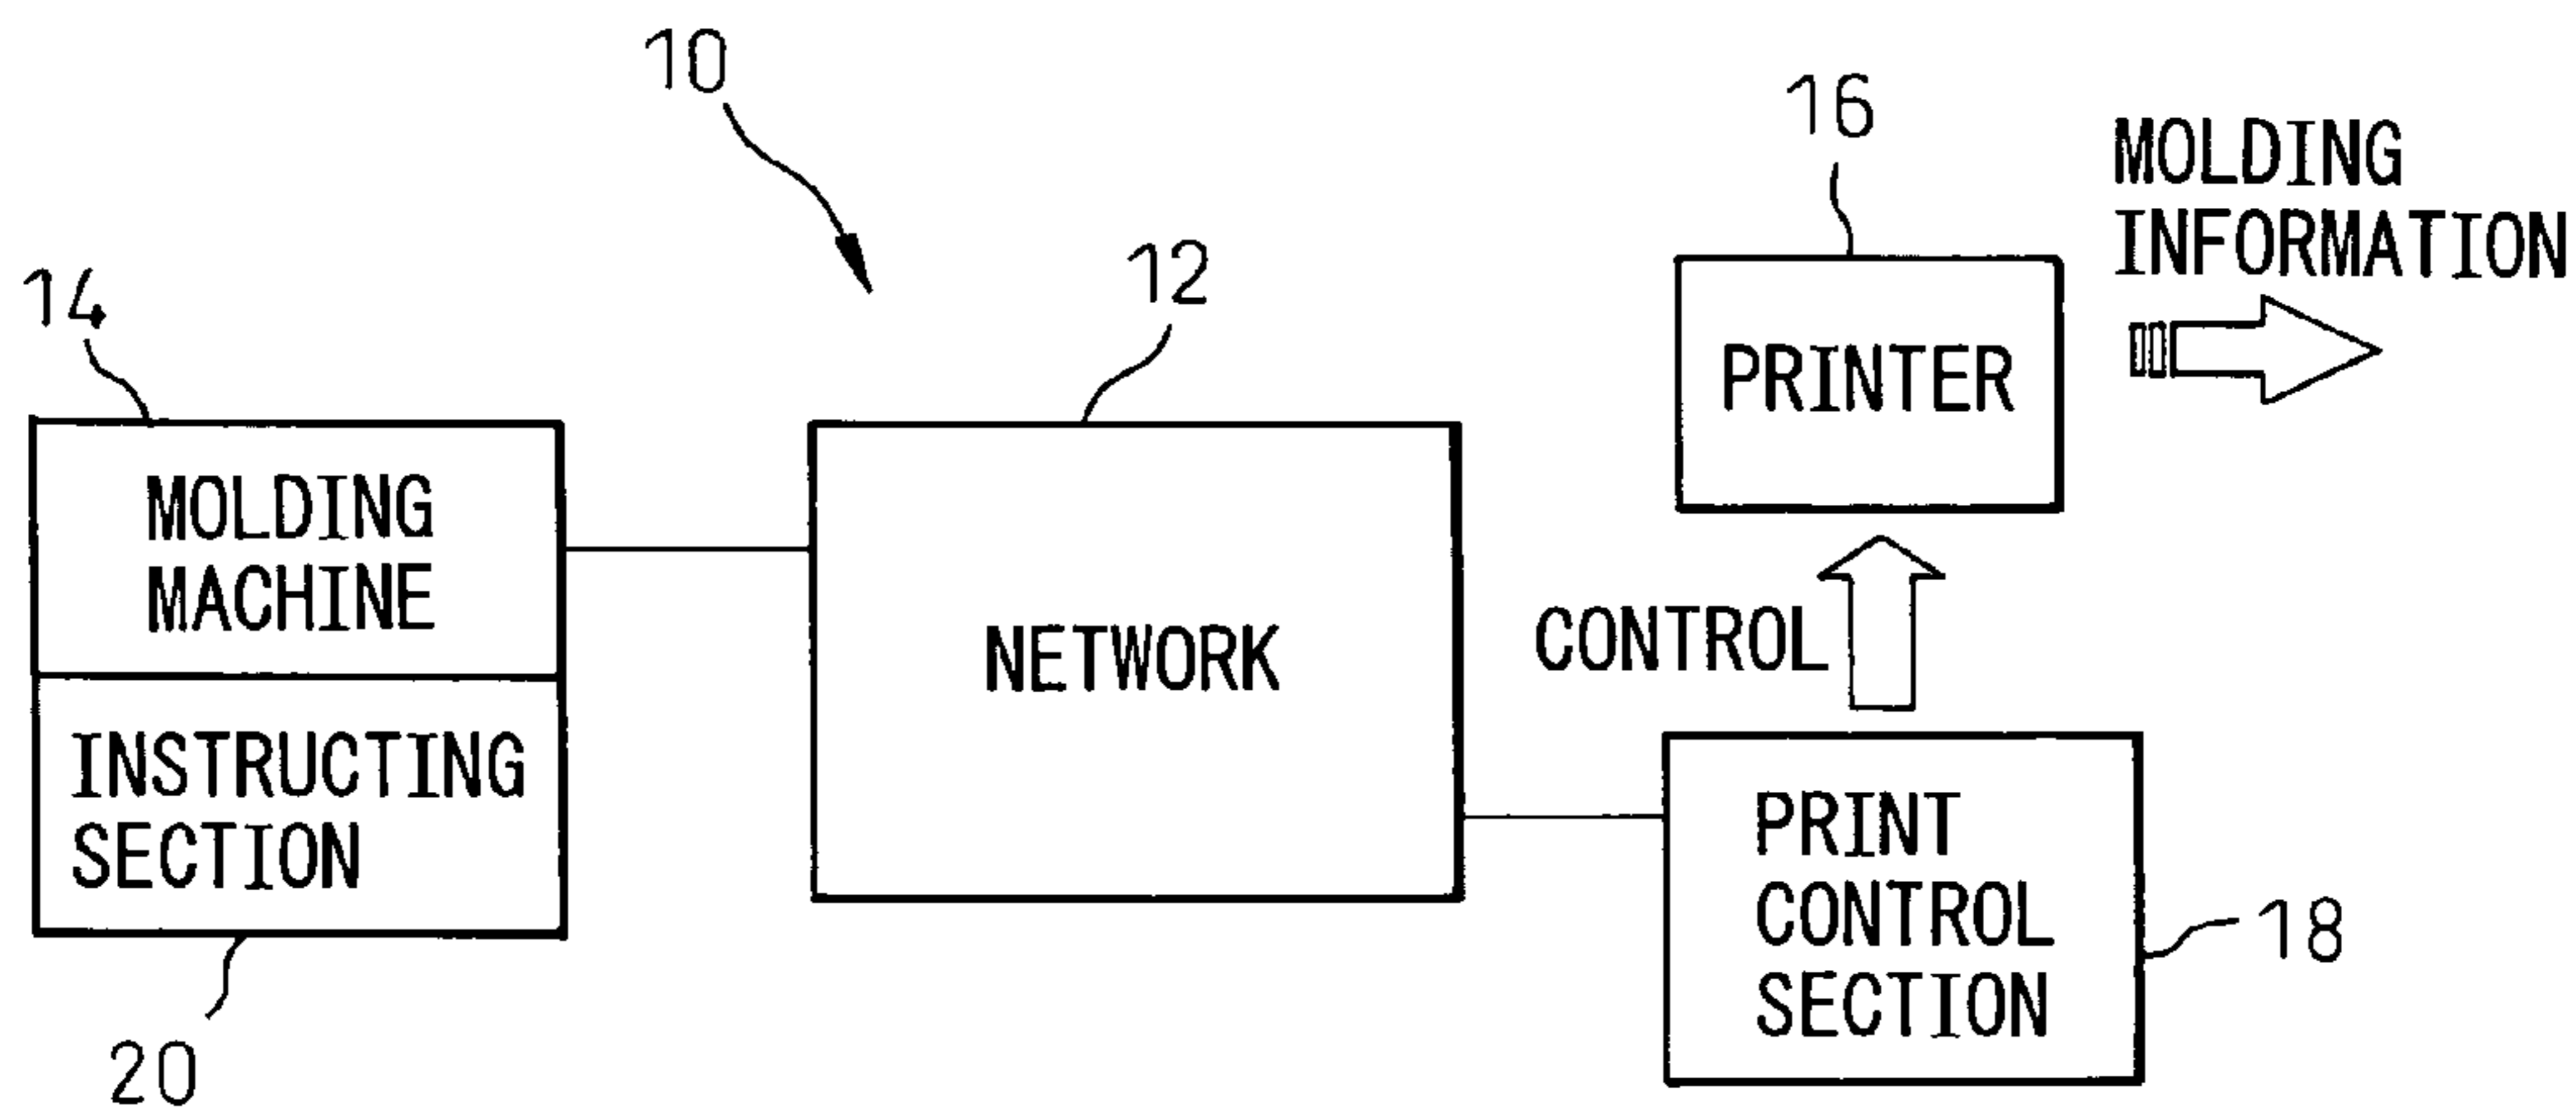 10
16
MOLDING
INFORMATION
14
12
PRINTER
MOLDING
MACHINE
NETWORK
CONTROL
INSTRUCTING
SECTION
PRINT
CONTROL
SECTION
18
20